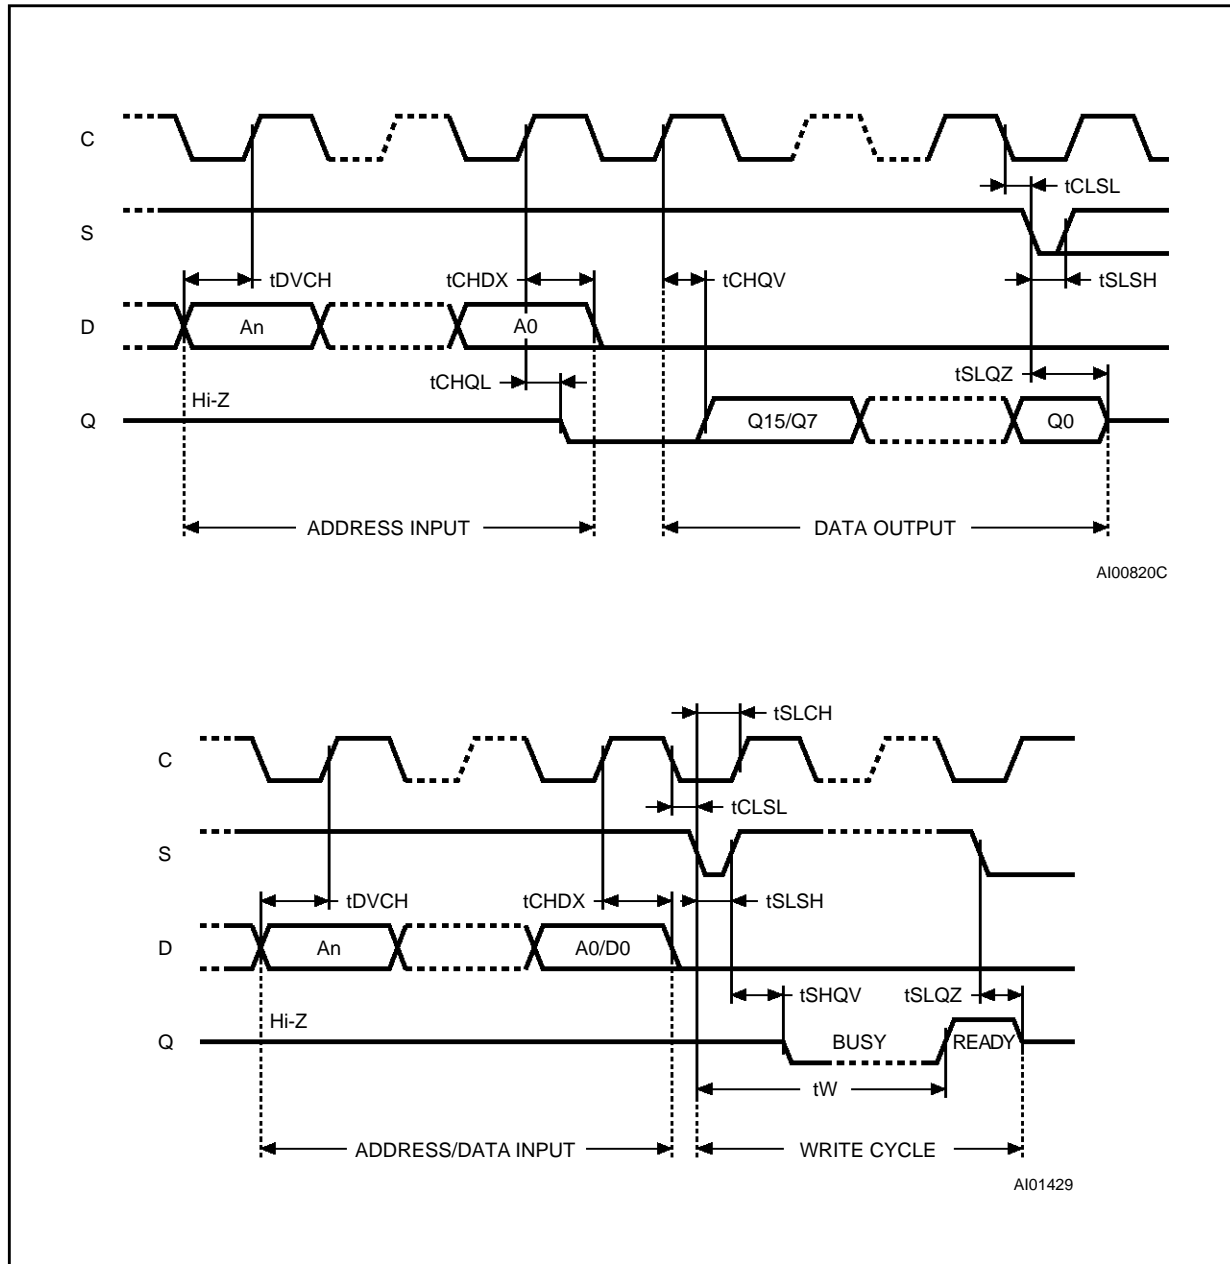 C
tCLSL
S
tDVCH
tCHDX
tCHQV
tSLSH
D
An
A0
tCHQL
tSLQZ
Hi-Z
Q
Q15/Q7
Q0
ADDRESS INPUT
DATA OUTPUT
AI00820C
tSLCH
C
tCLSL
S
tDVCH
tCHDX
tSLSH
D
An
A0/D0
tSHQV
tSLQZ
Hi-Z
Q
BUSY
READY
tW
ADDRESS/DATA INPUT
WRITE CYCLE
AI01429